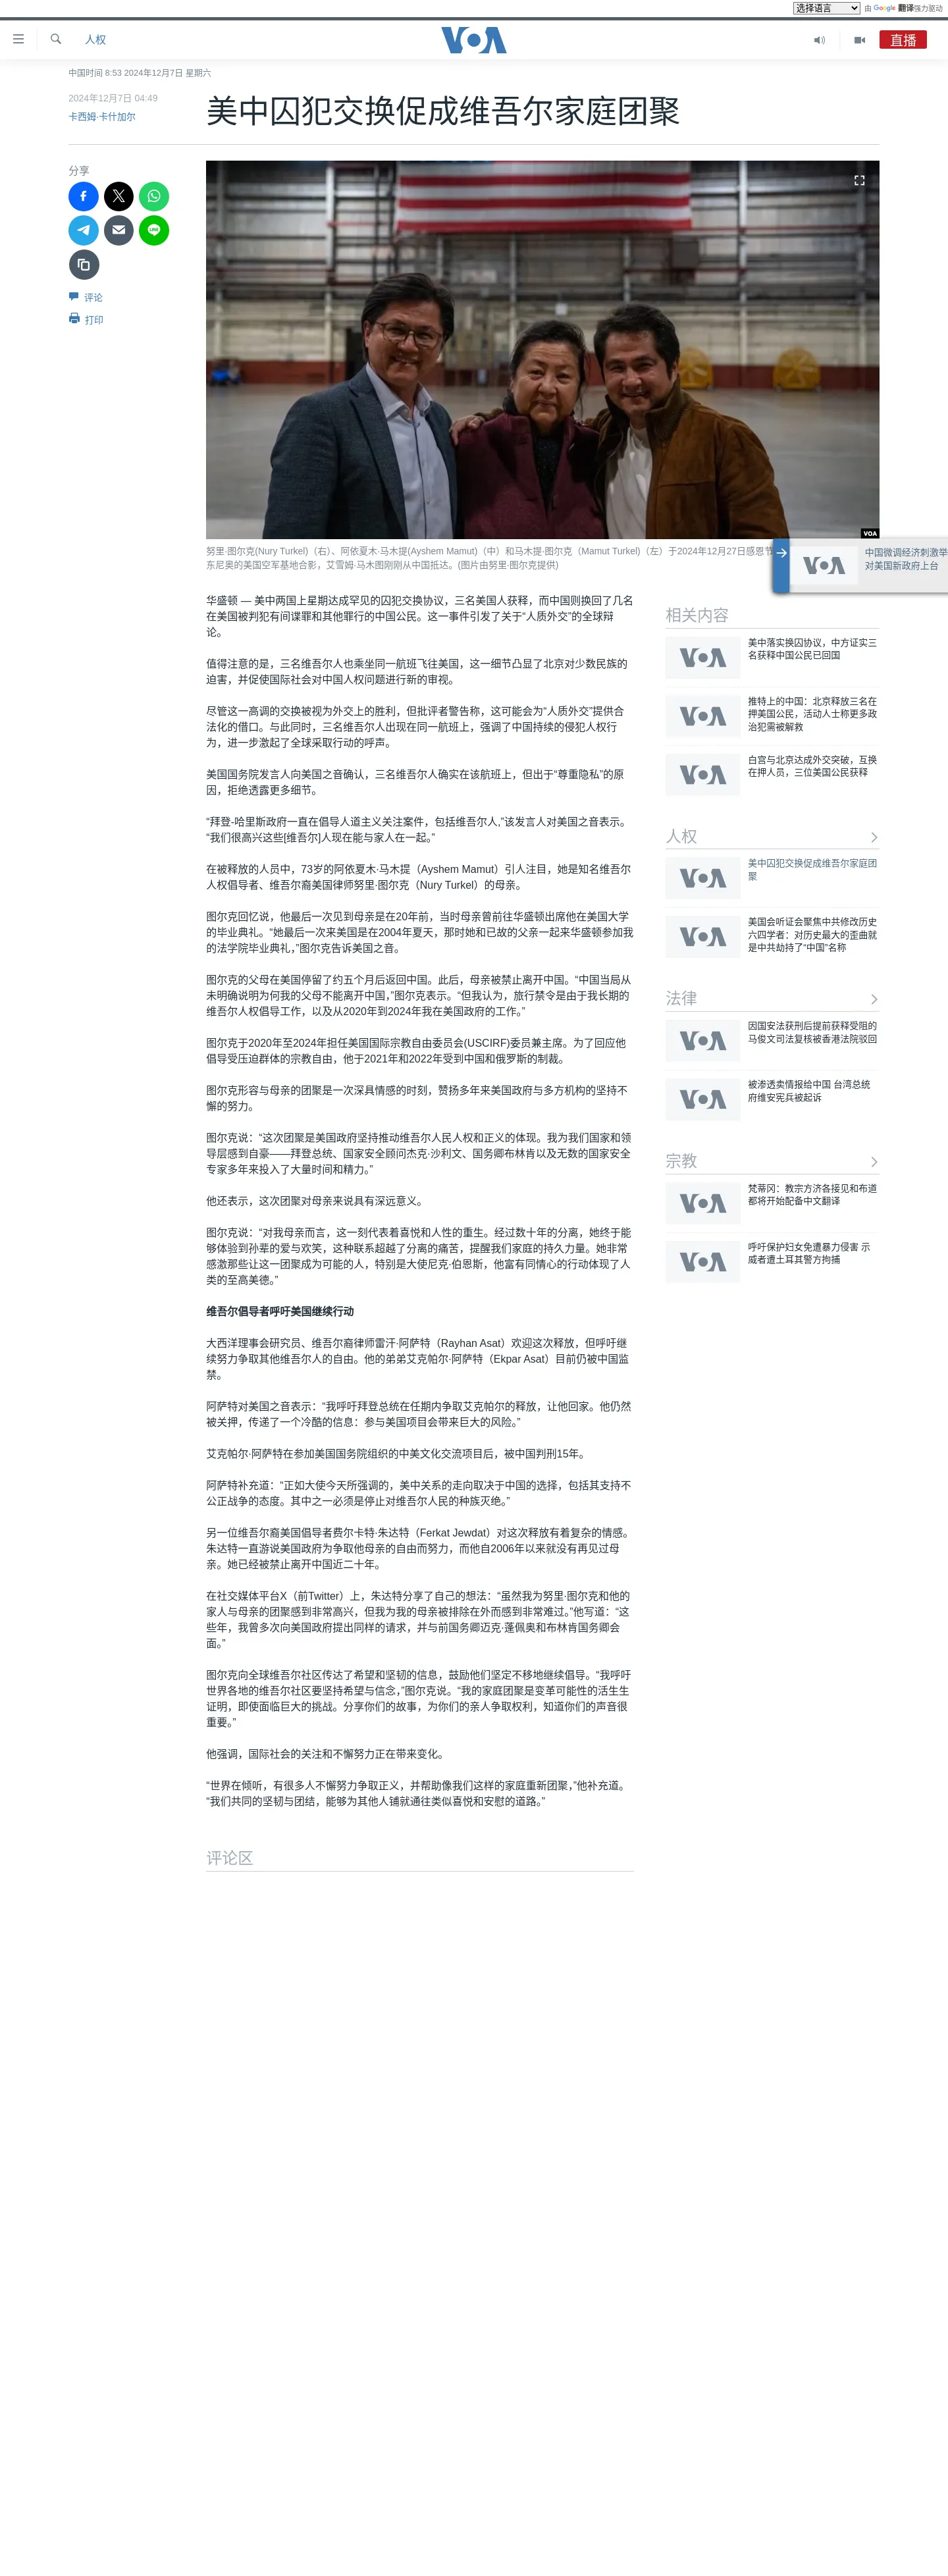 选择语言
由 Google 翻译强力驱动
人权
VOA
直播
中国时间 8:53 2024年12月7日 星期六
2024年12月7日 04:49
卡西姆·卡什加尔
美中囚犯交换促成维吾尔家庭团聚
分享
评论
打印
VOA
努里·图尔克(Nury Turkel)（右）、阿依夏木·马木提(Ayshem Mamut)（中）和马木提·图尔克（Mamut Turkel)（左）于2024年12月27日感恩节
东尼奥的美国空军基地合影，艾雪姆·马木图刚刚从中国抵达。(图片由努里·图尔克提供)
VOA
中国微调经济刺激举
对美国新政府上台
华盛顿 — 美中两国上星期达成罕见的囚犯交换协议，三名美国人获释，而中国则换回了几名
在美国被判犯有间谍罪和其他罪行的中国公民。这一事件引发了关于“人质外交”的全球辩
论。
值得注意的是，三名维吾尔人也乘坐同一航班飞往美国，这一细节凸显了北京对少数民族的
迫害，并促使国际社会对中国人权问题进行新的审视。
尽管这一高调的交换被视为外交上的胜利，但批评者警告称，这可能会为“人质外交”提供合
法化的借口。与此同时，三名维吾尔人出现在同一航班上，强调了中国持续的侵犯人权行
为，进一步激起了全球采取行动的呼声。
美国国务院发言人向美国之音确认，三名维吾尔人确实在该航班上，但出于“尊重隐私”的原
因，拒绝透露更多细节。
“拜登-哈里斯政府一直在倡导人道主义关注案件，包括维吾尔人,”该发言人对美国之音表示。
“我们很高兴这些[维吾尔]人现在能与家人在一起。”
在被释放的人员中，73岁的阿依夏木·马木提（Ayshem Mamut）引人注目，她是知名维吾尔
人权倡导者、维吾尔裔美国律师努里·图尔克（Nury Turkel）的母亲。
图尔克回忆说，他最后一次见到母亲是在20年前，当时母亲曾前往华盛顿出席他在美国大学
的毕业典礼。“她最后一次来美国是在2004年夏天，那时她和已故的父亲一起来华盛顿参加我
的法学院毕业典礼，”图尔克告诉美国之音。
图尔克的父母在美国停留了约五个月后返回中国。此后，母亲被禁止离开中国。“中国当局从
未明确说明为何我的父母不能离开中国，”图尔克表示。“但我认为，旅行禁令是由于我长期的
维吾尔人权倡导工作，以及从2020年到2024年我在美国政府的工作。”
图尔克于2020年至2024年担任美国国际宗教自由委员会(USCIRF)委员兼主席。为了回应他
倡导受压迫群体的宗教自由，他于2021年和2022年受到中国和俄罗斯的制裁。
图尔克形容与母亲的团聚是一次深具情感的时刻，赞扬多年来美国政府与多方机构的坚持不
懈的努力。
图尔克说：“这次团聚是美国政府坚持推动维吾尔人民人权和正义的体现。我为我们国家和领
导层感到自豪——拜登总统、国家安全顾问杰克·沙利文、国务卿布林肯以及无数的国家安全
专家多年来投入了大量时间和精力。”
他还表示，这次团聚对母亲来说具有深远意义。
图尔克说：“对我母亲而言，这一刻代表着喜悦和人性的重生。经过数十年的分离，她终于能
够体验到孙辈的爱与欢笑，这种联系超越了分离的痛苦，提醒我们家庭的持久力量。她非常
感激那些让这一团聚成为可能的人，特别是大使尼克·伯恩斯，他富有同情心的行动体现了人
类的至高美德。”
维吾尔倡导者呼吁美国继续行动
大西洋理事会研究员、维吾尔裔律师雷汗·阿萨特（Rayhan Asat）欢迎这次释放，但呼吁继
续努力争取其他维吾尔人的自由。他的弟弟艾克帕尔·阿萨特（Ekpar Asat）目前仍被中国监
禁。
阿萨特对美国之音表示：“我呼吁拜登总统在任期内争取艾克帕尔的释放，让他回家。他仍然
被关押，传递了一个冷酷的信息：参与美国项目会带来巨大的风险。”
艾克帕尔·阿萨特在参加美国国务院组织的中美文化交流项目后，被中国判刑15年。
阿萨特补充道：“正如大使今天所强调的，美中关系的走向取决于中国的选择，包括其支持不
公正战争的态度。其中之一必须是停止对维吾尔人民的种族灭绝。”
另一位维吾尔裔美国倡导者费尔卡特·朱达特（Ferkat Jewdat）对这次释放有着复杂的情感。
朱达特一直游说美国政府为争取他母亲的自由而努力，而他自2006年以来就没有再见过母
亲。她已经被禁止离开中国近二十年。
在社交媒体平台X（前Twitter）上，朱达特分享了自己的想法：“虽然我为努里·图尔克和他的
家人与母亲的团聚感到非常高兴，但我为我的母亲被排除在外而感到非常难过。”他写道：“这
些年，我曾多次向美国政府提出同样的请求，并与前国务卿迈克·蓬佩奥和布林肯国务卿会
面。”
图尔克向全球维吾尔社区传达了希望和坚韧的信息，鼓励他们坚定不移地继续倡导。“我呼吁
世界各地的维吾尔社区要坚持希望与信念，”图尔克说。“我的家庭团聚是变革可能性的活生生
证明，即使面临巨大的挑战。分享你们的故事，为你们的亲人争取权利，知道你们的声音很
重要。”
他强调，国际社会的关注和不懈努力正在带来变化。
“世界在倾听，有很多人不懈努力争取正义，并帮助像我们这样的家庭重新团聚，”他补充道。
“我们共同的坚韧与团结，能够为其他人铺就通往类似喜悦和安慰的道路。”
评论区
相关内容
VOA
美中落实换囚协议，中方证实三
名获释中国公民已回国
VOA
推特上的中国：北京释放三名在
押美国公民，活动人士称更多政
治犯需被解救
VOA
白宫与北京达成外交突破，互换
在押人员，三位美国公民获释
人权
VOA
美中囚犯交换促成维吾尔家庭团
聚
VOA
美国会听证会聚焦中共修改历史
六四学者：对历史最大的歪曲就
是中共劫持了“中国”名称
法律
VOA
因国安法获刑后提前获释受阻的
马俊文司法复核被香港法院驳回
VOA
被渗透卖情报给中国 台湾总统
府维安宪兵被起诉
宗教
VOA
梵蒂冈：教宗方济各接见和布道
都将开始配备中文翻译
VOA
呼吁保护妇女免遭暴力侵害 示
威者遭土耳其警方拘捕